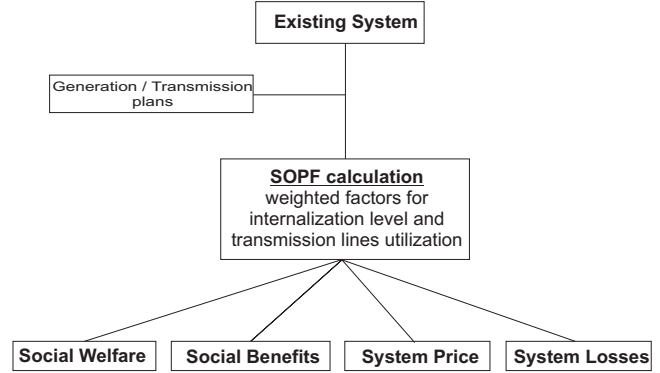 Existing System
Generation / Transmission
plans
SOPF calculation
weighted factors for
internalization level and
transmission lines utilization
Social Welfare
Social Benefits
System Price
System Losses